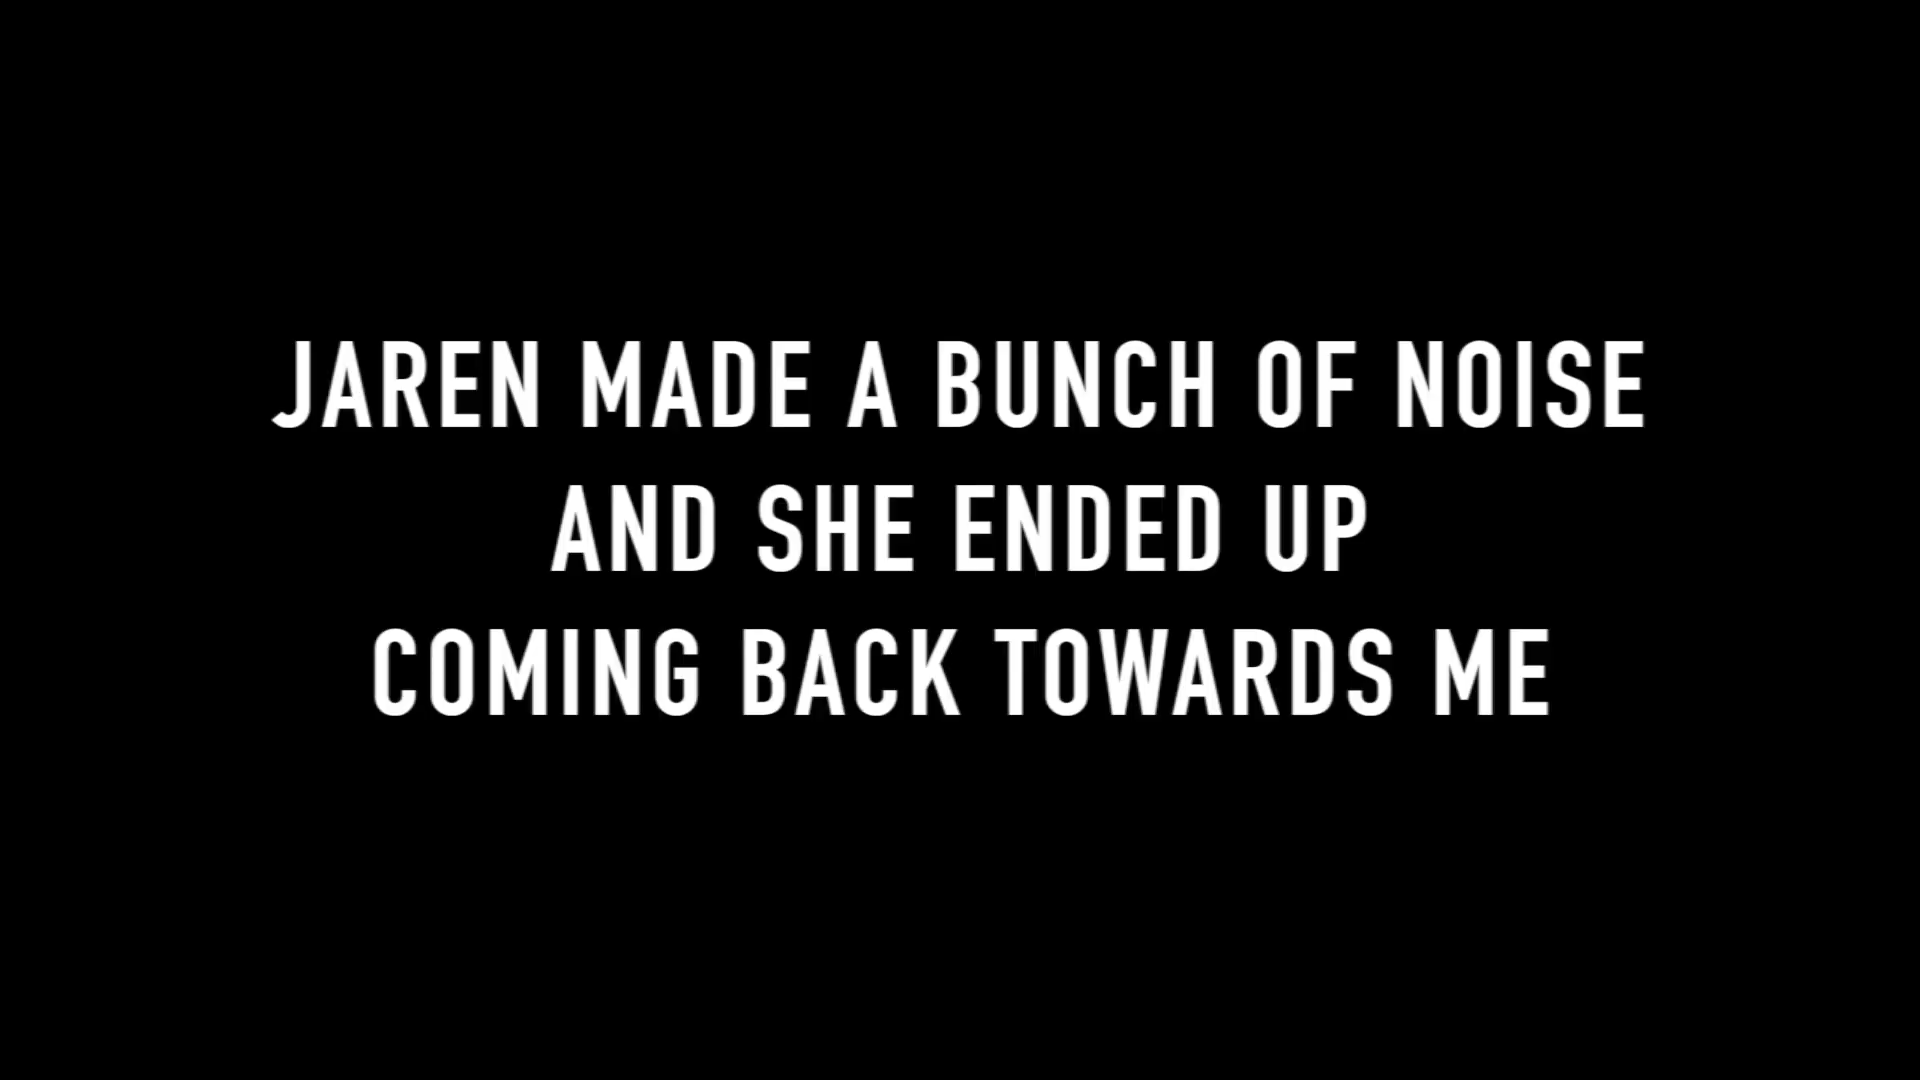 JAREN MADE A BUNCH OF NOISE
AND SHE ENDED UP
COMING BACK TOWARDS ME